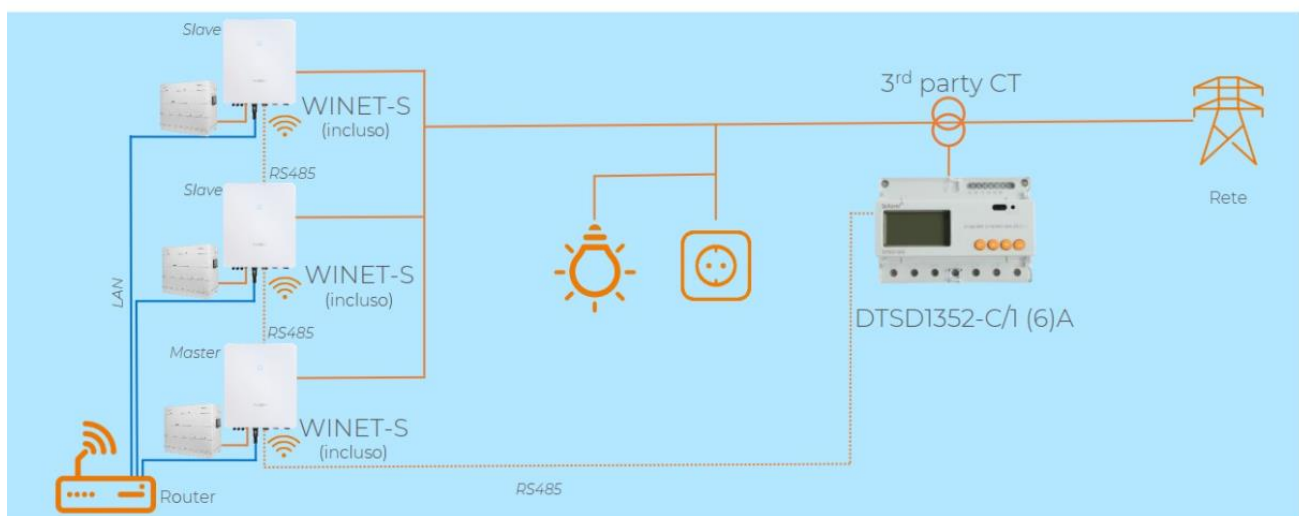 Slave
WINET-S
(incluso)
3rd party CT
RS485
Slave
Rete
WINET-S
(incluso)
LAN
DTSD1352-C/1 (6)A
RS485
Master
WINET-S
(incluso)
Router
RS485